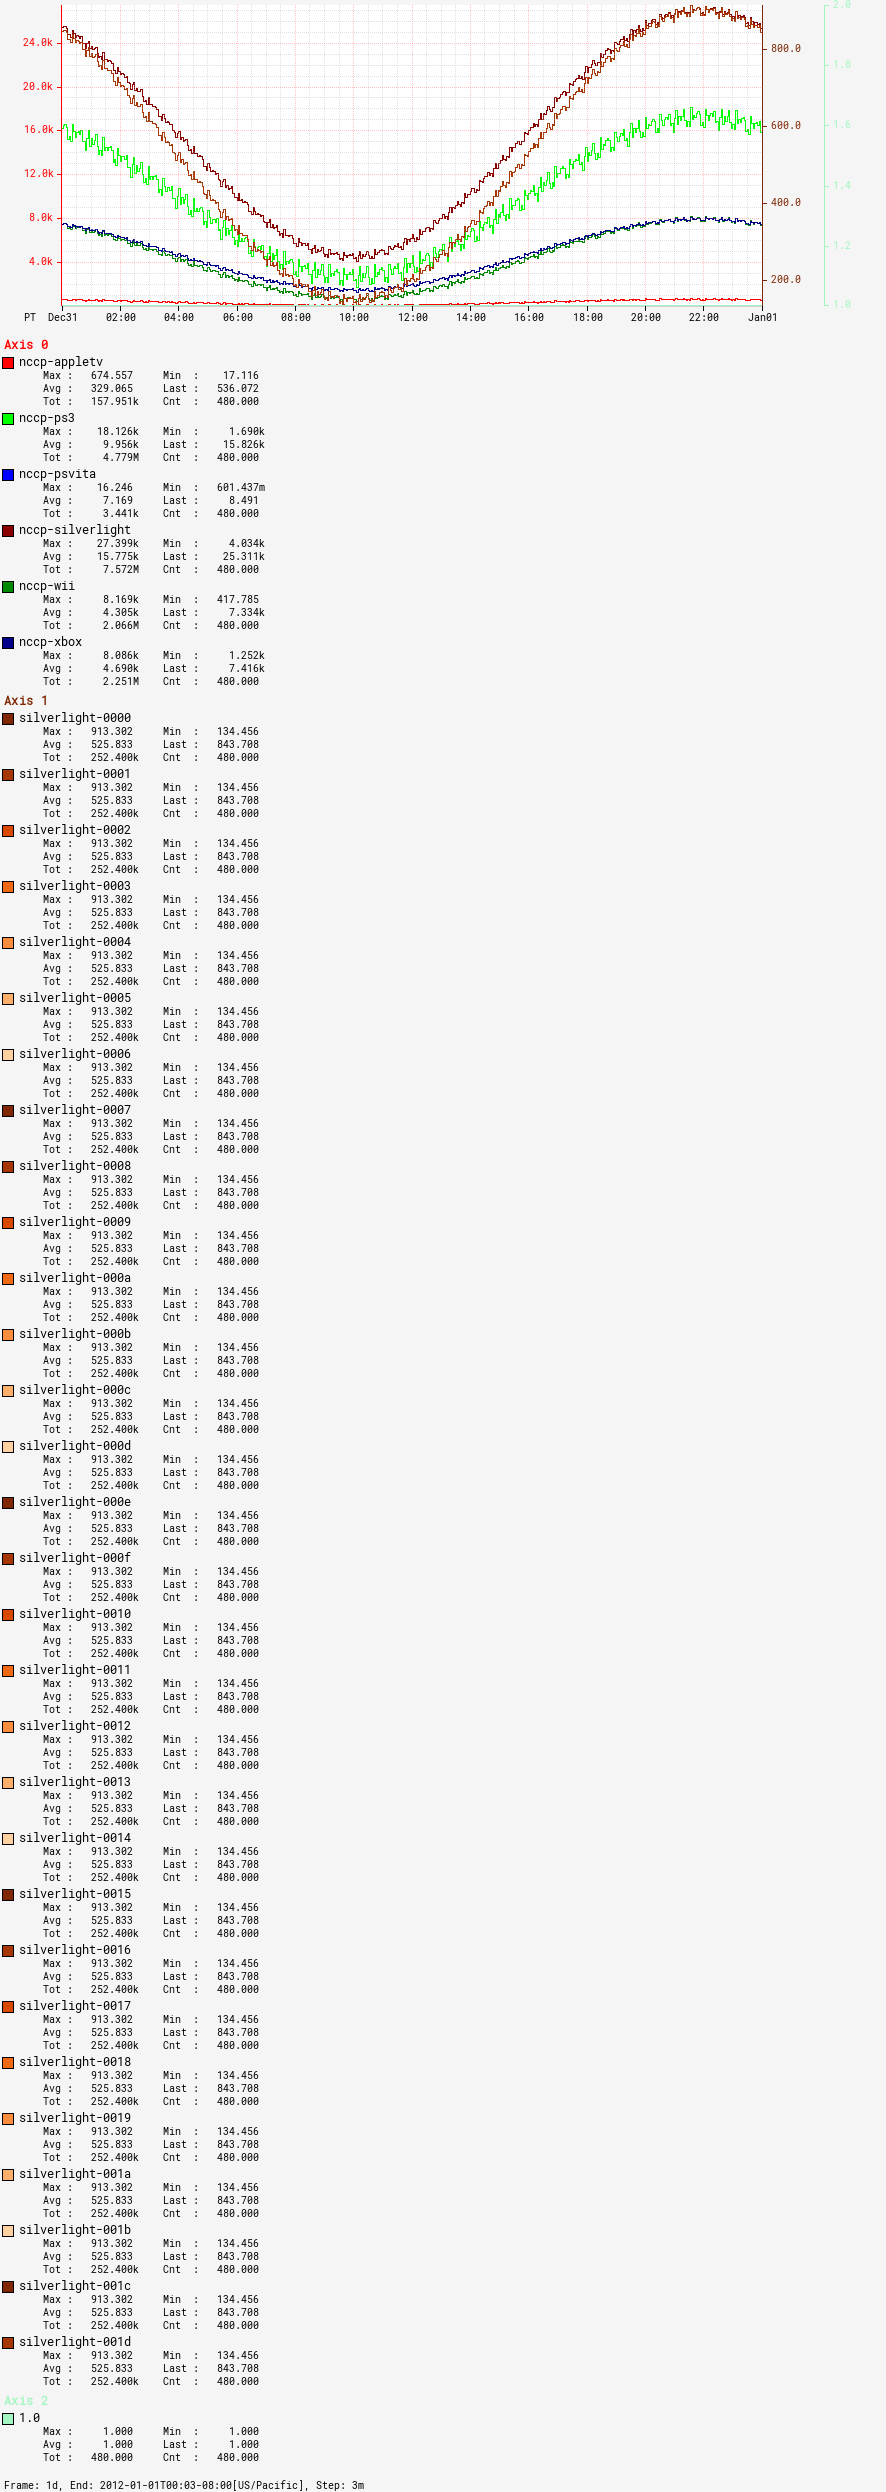 24.0k
20.0k
16.0k
12.0k
8.0k
4.0k
800.0
600.0
400.0
200.0
2.0
1.8
1.6
1.4
1.2
1.0
PT Dec31 02:00 04:00 06:00 08:00 10:00 12:00 14:00 16:00 18:00 20:00 22:00 Jan01
Axis 0
nccp-appletv
Max : 674.557 Min : 17.116
Avg : 329.065 Last : 536.072
Tot : 157.951k Cnt : 480.000
nccp-ps3
Max : 18.126k Min : 1.690k
Avg : 9.956k Last : 15.826k
Tot : 4.779M Cnt : 480.000
nccp-psvita
Max : 16.246 Min : 601.437m
Avg : 7.169 Last : 8.491
Tot : 3.441k Cnt : 480.000
nccp-silverlight
Max : 27.399k Min : 4.034k
Avg : 15.775k Last : 25.311k
Tot : 7.572M Cnt : 480.000
nccp-wii
Max : 8.169k Min : 417.785
Avg : 4.305k Last : 7.334k
Tot : 2.066M Cnt : 480.000
nccp-xbox
Max : 8.086k Min : 1.252k
Avg : 4.690k Last : 7.416k
Tot : 2.251M Cnt : 480.000
Axis 1
silverlight-0000
Max : 913.302 Min : 134.456
Avg : 525.833 Last : 843.708
Tot : 252.400k Cnt : 480.000
silverlight-0001
Max : 913.302 Min : 134.456
Avg : 525.833 Last : 843.708
Tot : 252.400k Cnt : 480.000
silverlight-0002
Max : 913.302 Min : 134.456
Avg : 525.833 Last : 843.708
Tot : 252.400k Cnt : 480.000
silverlight-0003
Max : 913.302 Min : 134.456
Avg : 525.833 Last : 843.708
Tot : 252.400k Cnt : 480.000
silverlight-0004
Max : 913.302 Min : 134.456
Avg : 525.833 Last : 843.708
Tot : 252.400k Cnt : 480.000
silverlight-0005
Max : 913.302 Min : 134.456
Avg : 525.833 Last : 843.708
Tot : 252.400k Cnt : 480.000
silverlight-0006
Max : 913.302 Min : 134.456
Avg : 525.833 Last : 843.708
Tot : 252.400k Cnt : 480.000
silverlight-0007
Max : 913.302 Min : 134.456
Avg : 525.833 Last : 843.708
Tot : 252.400k Cnt : 480.000
silverlight-0008
Max : 913.302 Min : 134.456
Avg : 525.833 Last : 843.708
Tot : 252.400k Cnt : 480.000
silverlight-0009
Max : 913.302 Min : 134.456
Avg : 525.833 Last : 843.708
Tot : 252.400k Cnt : 480.000
silverlight-000a
Max : 913.302 Min : 134.456
Avg : 525.833 Last : 843.708
Tot : 252.400k Cnt : 480.000
silverlight-000b
Max : 913.302 Min : 134.456
Avg : 525.833 Last : 843.708
Tot : 252.400k Cnt : 480.000
silverlight-000c
Max : 913.302 Min : 134.456
Avg : 525.833 Last : 843.708
Tot : 252.400k Cnt : 480.000
silverlight-000d
Max : 913.302 Min : 134.456
Avg : 525.833 Last : 843.708
Tot : 252.400k Cnt : 480.000
silverlight-000e
Max : 913.302 Min : 134.456
Avg : 525.833 Last : 843.708
Tot : 252.400k Cnt : 480.000
silverlight-000f
Max : 913.302 Min : 134.456
Avg : 525.833 Last : 843.708
Tot : 252.400k Cnt : 480.000
silverlight-0010
Max : 913.302 Min : 134.456
Avg : 525.833 Last : 843.708
Tot : 252.400k Cnt : 480.000
silverlight-0011
Max : 913.302 Min : 134.456
Avg : 525.833 Last : 843.708
Tot : 252.400k Cnt : 480.000
silverlight-0012
Max : 913.302 Min : 134.456
Avg : 525.833 Last : 843.708
Tot : 252.400k Cnt : 480.000
silverlight-0013
Max : 913.302 Min : 134.456
Avg : 525.833 Last : 843.708
Tot : 252.400k Cnt : 480.000
silverlight-0014
Max : 913.302 Min : 134.456
Avg : 525.833 Last : 843.708
Tot : 252.400k Cnt : 480.000
silverlight-0015
Max : 913.302 Min : 134.456
Avg : 525.833 Last : 843.708
Tot : 252.400k Cnt : 480.000
silverlight-0016
Max : 913.302 Min : 134.456
Avg : 525.833 Last : 843.708
Tot : 252.400k Cnt : 480.000
silverlight-0017
Max : 913.302 Min : 134.456
Avg : 525.833 Last : 843.708
Tot : 252.400k Cnt : 480.000
silverlight-0018
Max : 913.302 Min : 134.456
Avg : 525.833 Last : 843.708
Tot : 252.400k Cnt : 480.000
silverlight-0019
Max : 913.302 Min : 134.456
Avg : 525.833 Last : 843.708
Tot : 252.400k Cnt : 480.000
silverlight-001a
Max : 913.302 Min : 134.456
Avg : 525.833 Last : 843.708
Tot : 252.400k Cnt : 480.000
silverlight-001b
Max : 913.302 Min : 134.456
Avg : 525.833 Last : 843.708
Tot : 252.400k Cnt : 480.000
silverlight-001c
Max : 913.302 Min : 134.456
Avg : 525.833 Last : 843.708
Tot : 252.400k Cnt : 480.000
silverlight-001d
Max : 913.302 Min : 134.456
Avg : 525.833 Last : 843.708
Tot : 252.400k Cnt : 480.000
Axis 2
1.0
Max : 1.000 Min : 1.000
Avg : 1.000 Last : 1.000
Tot : 480.000 Cnt : 480.000
Frame: 1d, End: 2012-01-01T00:03-08:00[US/Pacific], Step: 3m